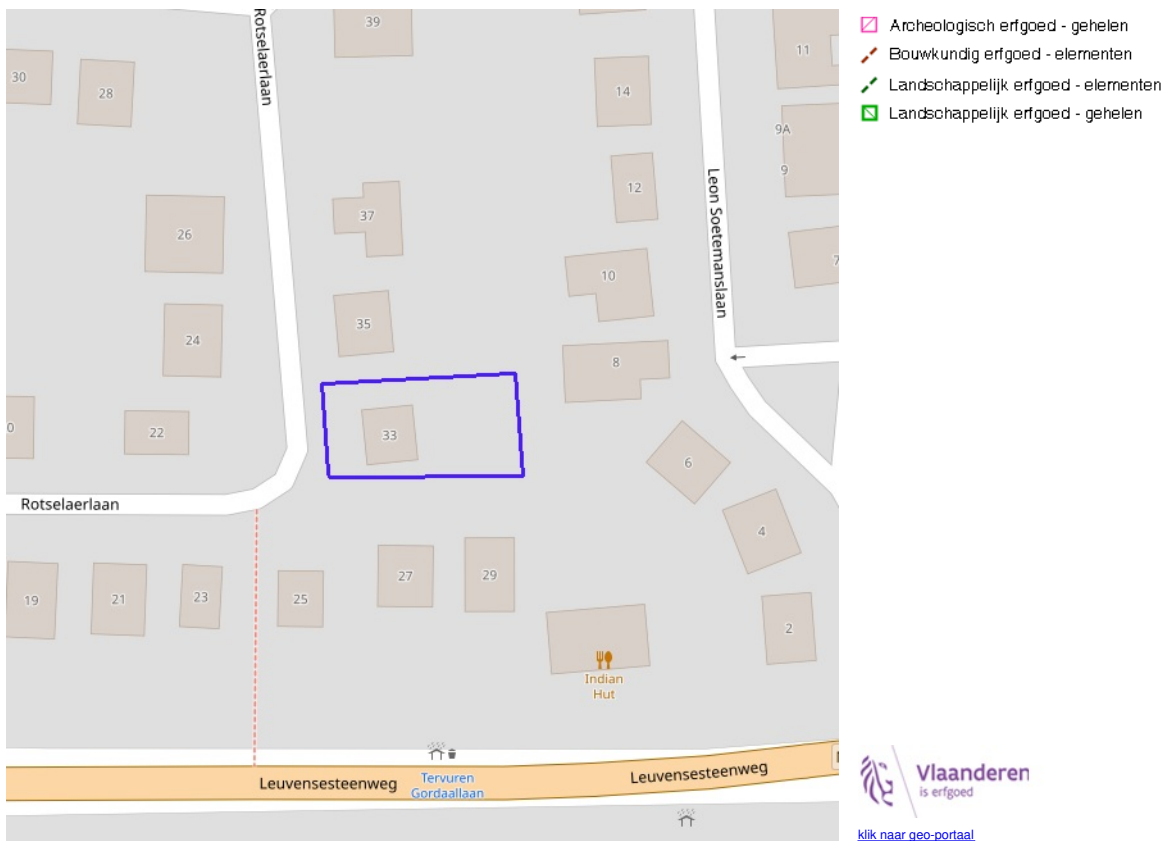 Rotselaerlaan
39
30
28
14
11
9A
9
12
Leon Soetemanslaan
37
26
10
7
35
24
8
33
22
0
6
Rotselaerlaan
4
27
29
19
21
23
25
2
Indian
Hut
Leuvensesteenweg
Tervuren
Gordaallaan
Leuvensesteenweg
Archeologisch erfgoed - gehelen
Bouwkundig erfgoed - elementen
Landschappelijk erfgoed - elementen
Landschappelijk erfgoed - gehelen
Vlaanderen
is erfgoed
klik naar geo-portaal